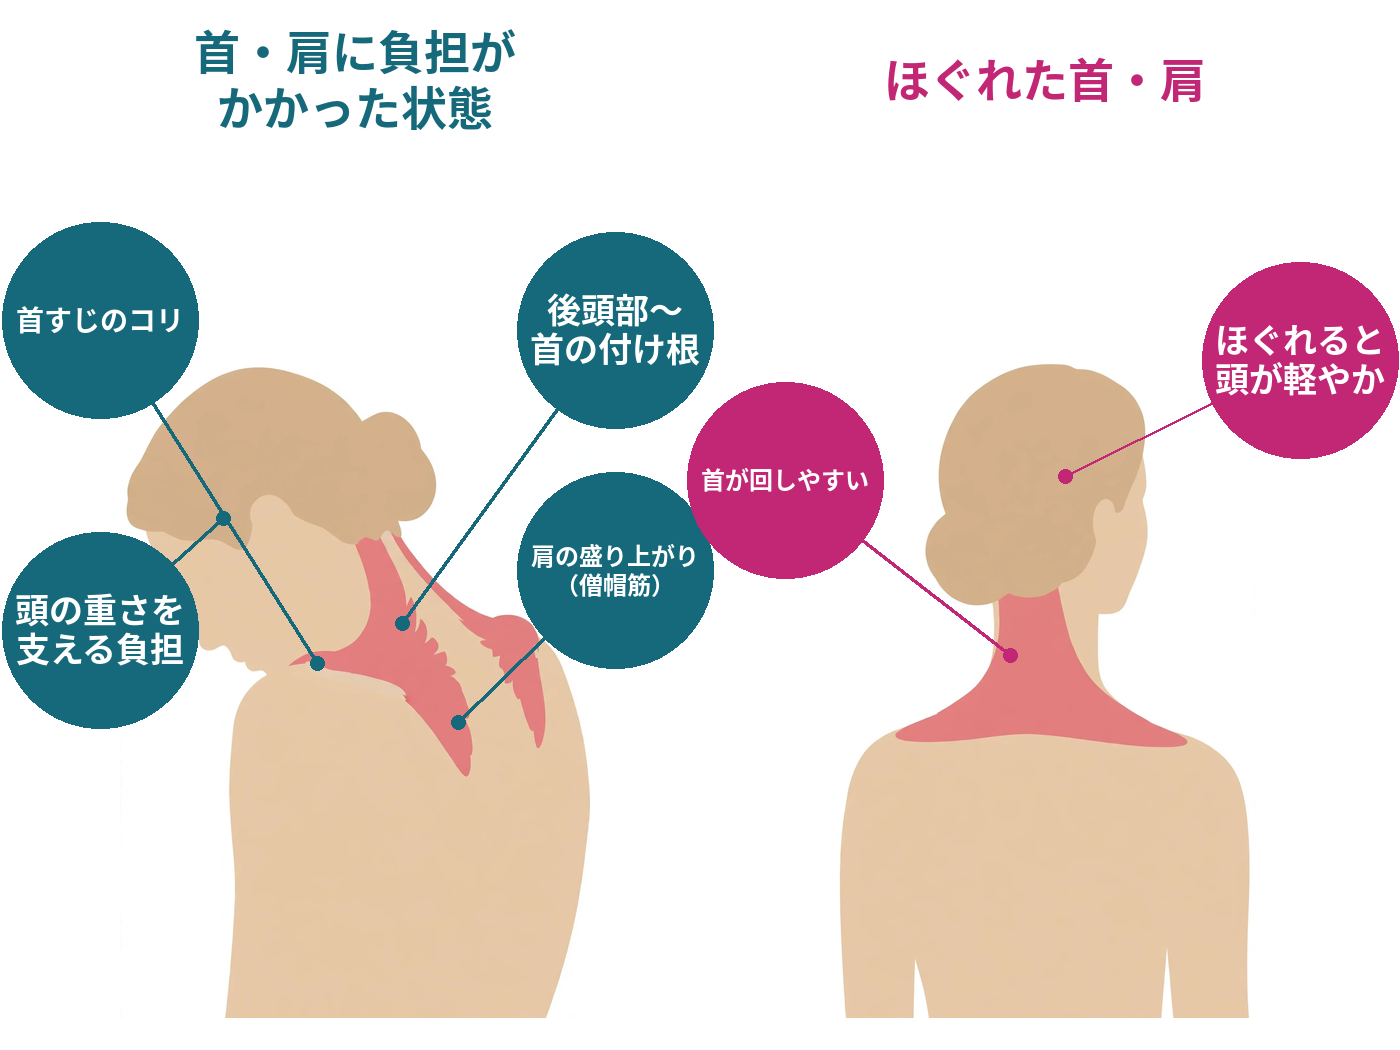 首・肩に負担が
かかった状態
ほぐれた首・肩
首すじのコリ
後頭部〜
首の付け根
ほぐれると
頭が軽やか
首が回しやすい
肩の盛り上がり
（僧帽筋）
頭の重さを
支える負担